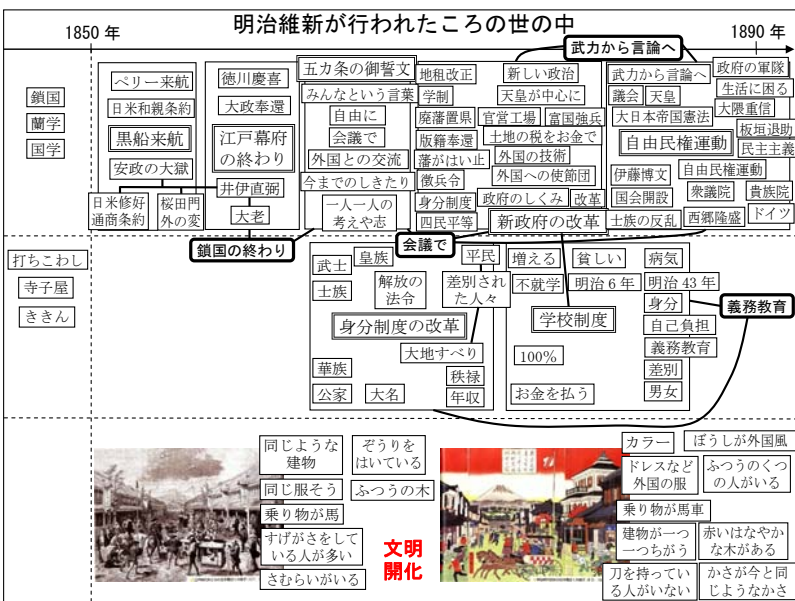 明治維新が行われたころの世の中
1850 年
1890 年
武力から言論へ
鎖国
蘭学
国学
ペリー来航
日米和親条約
黒船来航
安政の大獄
日米修好
通商条約
桜田門
外の変
徳川慶喜
大政奉還
江戸幕府
の終わり
井伊直弼
大老
鎖国の終わり
五カ条の御誓文
みんなという言葉
自由に
会議で
外国との交流
今までのしきたり
一人一人の
考えや志
会議で
地租改正
学制
廃藩置県
版籍奉還
藩がはい止
徴兵令
身分制度
四民平等
新しい政治
天皇が中心に
官営工場
富国強兵
土地の税をお金で
外国の技術
外国への使節団
政府のしくみ
改革
新政府の改革
武力から言論へ
議会
天皇
大日本帝国憲法
自由民権運動
伊藤博文
自由民権運動
国会開設
衆議院
貴族院
士族の反乱
西郷隆盛
ドイツ
政府の軍隊
生活に困る
大隈重信
板垣退助
民主主義
打ちこわし
寺子屋
ききん
武士
皇族
平民
士族
解放の
法令
差別され
た人々
身分制度の改革
大地すべり
華族
秩禄
公家
大名
年収
増える
貧しい
病気
不就学
明治 6 年
明治 43 年
身分
学校制度
自己負担
義務教育
100%
差別
お金を払う
男女
義務教育
同じような
建物
ぞうりを
はいている
同じ服そう
ふつうの木
乗り物が馬
すげがさをして
いる人が多い
さむらいがいる
文明
開化
カラー
ぼうしが外国風
ドレスなど
外国の服
ふつうのくつ
の人がいる
乗り物が馬車
建物が一つ
一つちがう
赤いはなやか
な木がある
刀を持ってい
る人がいない
かさが今と同
じようなかさ